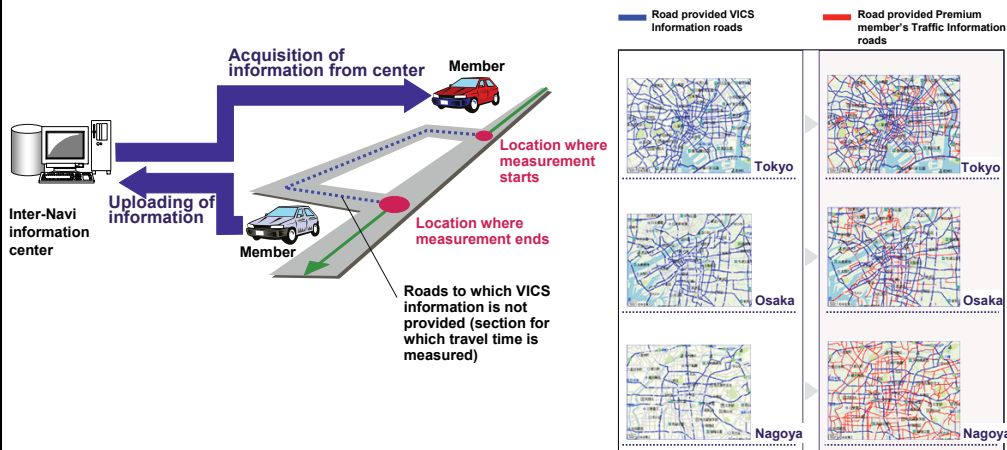 Acquisition of
information from center
Member
Location where
measurement
starts
Uploading of
information
Inter-Navi
information
center
Member
Location where
measurement ends
Roads to which VICS
information is not
provided (section for
which travel time is
measured)
Road provided VICS
Information roads
Road provided Premium
member's Traffic Information
roads
Tokyo
Tokyo
Osaka
Osaka
Nagoya
Nagoya